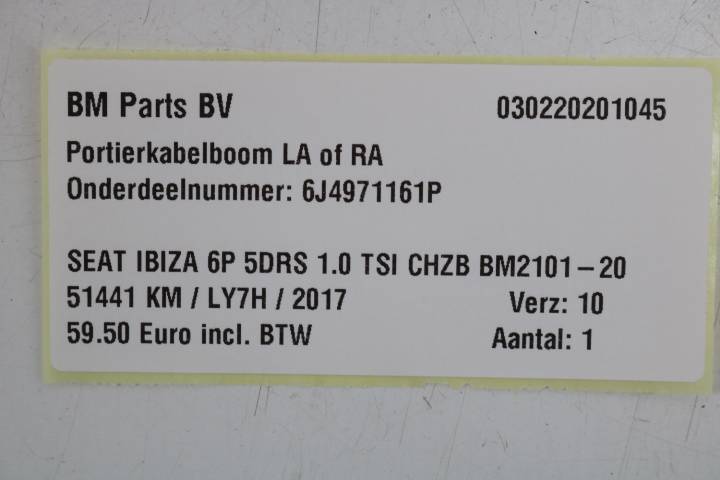 BM Parts BV 030220201045
Portierkabelboom LA of RA
Onderdeelnummer: 6J4971161P
SEAT IBIZA 6P 5DRS 1.0 TSI CHZB BM2101-20
51441 KM / LY7H / 2017 Verz: 10
59.50 Euro incl. BTW Aantal: 1